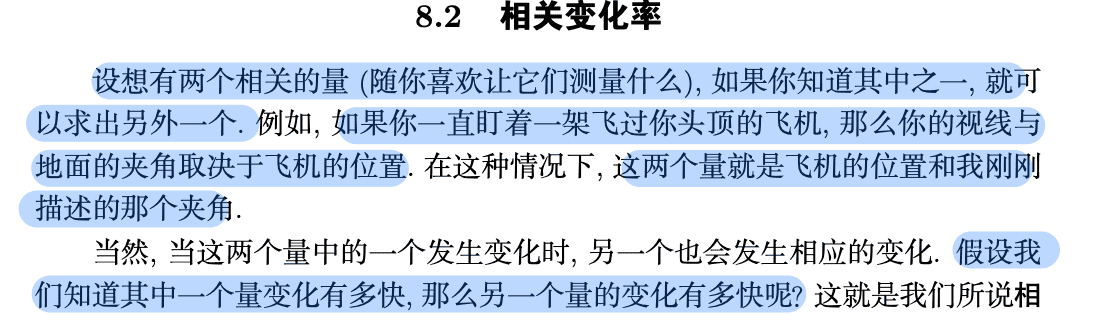 8.2 相关变化率
设想有两个相关的量 (随你喜欢让它们测量什么), 如果你知道其中之一, 就可
以求出另外一个. 例如, 如果你一直盯着一架飞过你头顶的飞机, 那么你的视线与
地面的夹角取决于飞机的位置. 在这种情况下, 这两个量就是飞机的位置和我刚刚
描述的那个夹角.
当然, 当这两个量中的一个发生变化时, 另一个也会发生相应的变化. 假设我
们知道其中一个量变化有多快, 那么另一个量的变化有多快呢? 这就是我们所说相